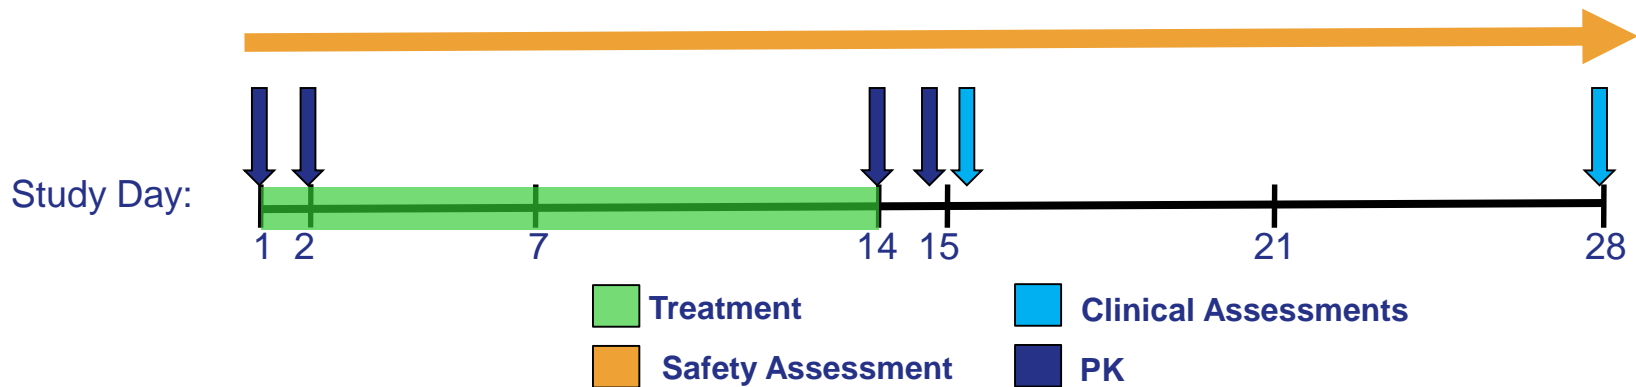 Study Day:
1 2 7 14 15 21 28
Treatment Clinical Assessments
Safety Assessment PK